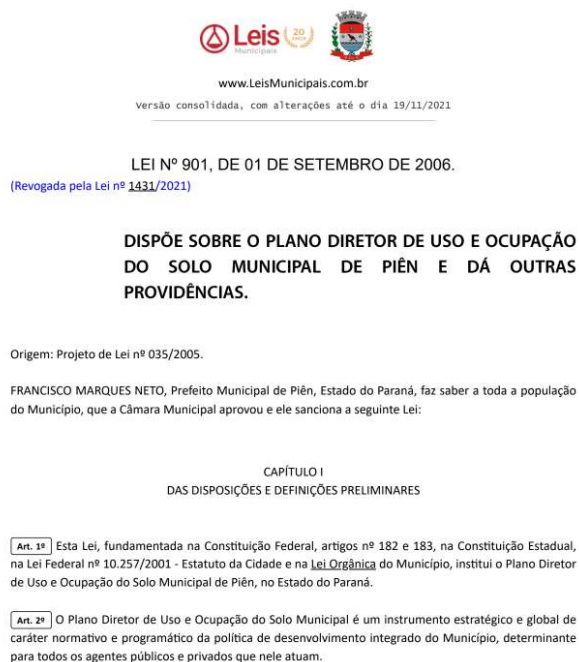 Leis
Municipais
20
anos
www.LeisMunicipais.com.br
Versão consolidada, com alterações até o dia 19/11/2021
LEI Nº 901, DE 01 DE SETEMBRO DE 2006.
(Revogada pela Lei nº 1431/2021)
DISPÕE SOBRE O PLANO DIRETOR DE USO E OCUPAÇÃO
DO SOLO MUNICIPAL DE PIÊN E DÁ OUTRAS
PROVIDÊNCIAS.
Origem: Projeto de Lei nº 035/2005.
FRANCISCO MARQUES NETO, Prefeito Municipal de Piên, Estado do Paraná, faz saber a toda a população
do Município, que a Câmara Municipal aprovou e ele sanciona a seguinte Lei:
CAPÍTULO I
DAS DISPOSIÇÕES E DEFINIÇÕES PRELIMINARES
Art. 1º Esta Lei, fundamentada na Constituição Federal, artigos nº 182 e 183, na Constituição Estadual,
na Lei Federal nº 10.257/2001 - Estatuto da Cidade e na Lei Orgânica do Município, institui o Plano Diretor
de Uso e Ocupação do Solo Municipal de Piên, no Estado do Paraná.
Art. 2º O Plano Diretor de Uso e Ocupação do Solo Municipal é um instrumento estratégico e global de
caráter normativo e programático da política de desenvolvimento integrado do Município, determinante
para todos os agentes públicos e privados que nele atuam.